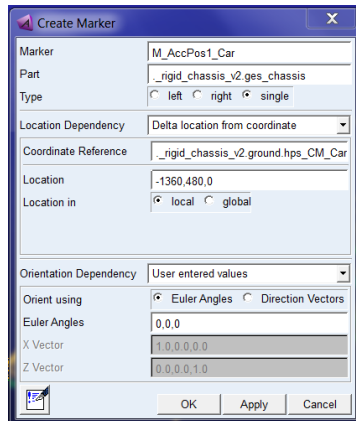 Create Marker
X
Marker M_AccPos1_Car
Part ._rigid_chassis_v2.ges_chassis
Type left right single
Location Dependency Delta location from coordinate
Coordinate Reference ._rigid_chassis_v2.ground.hps_CM_Car
Location -1360,480,0
Location in local global
Orientation Dependency User entered values
Orient using Euler Angles Direction Vectors
Euler Angles 0,0,0
X Vector 1.0,0.0,0.0
Z Vector 0.0,0.0,1.0
OK Apply Cancel